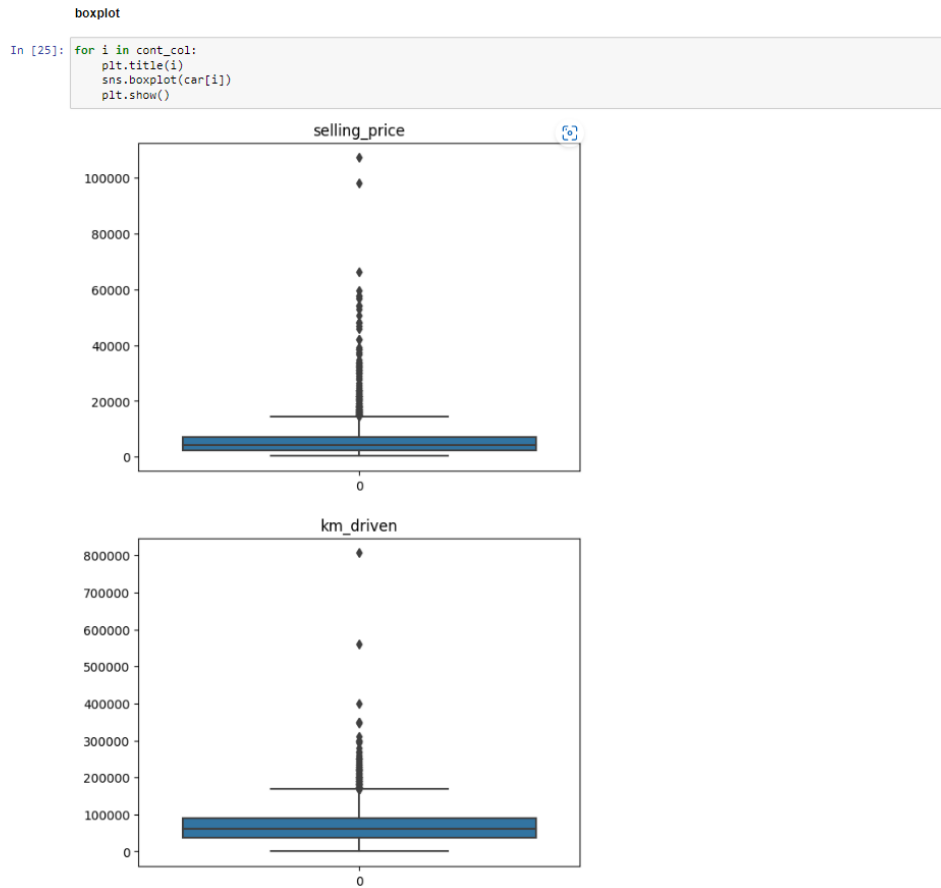 boxplot
In [25]: for i in cont_col:
    plt.title(i)
    sns.boxplot(car[i])
    plt.show()
selling_price
100000
80000
60000
40000
20000
0
0
km_driven
800000
700000
600000
500000
400000
300000
200000
100000
0
0